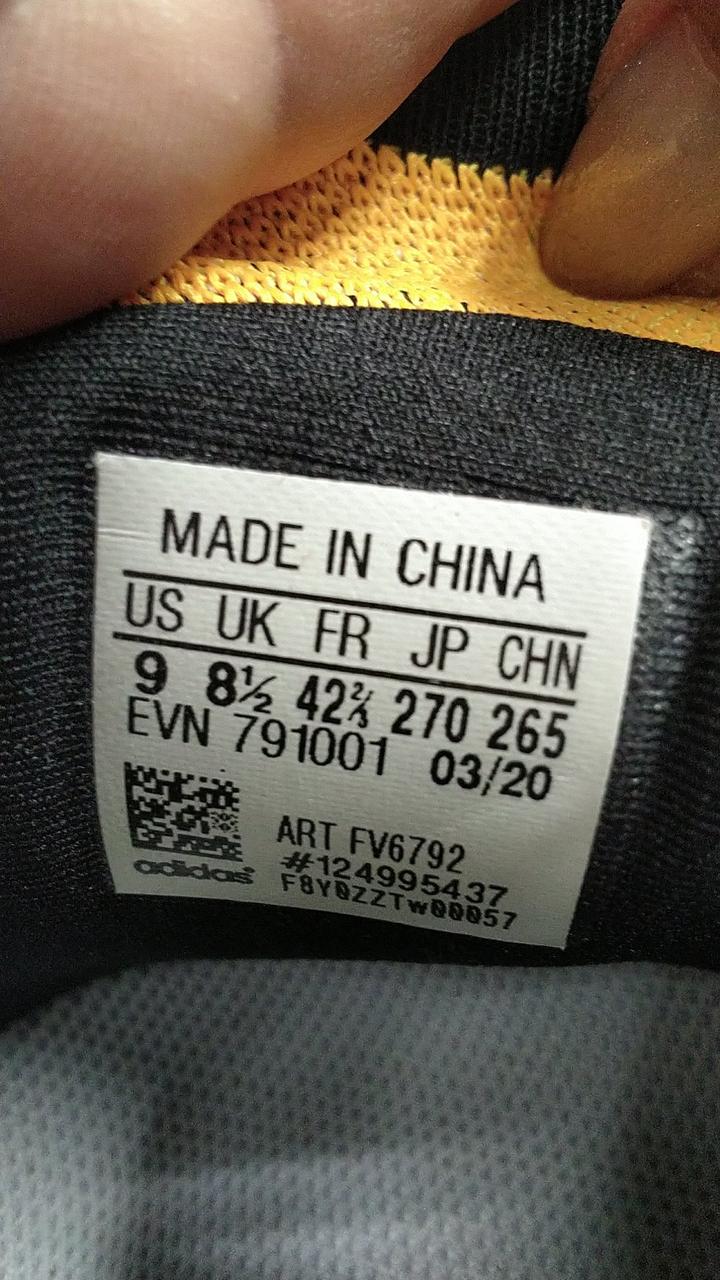 MADE IN CHINA
US UK FR JP CHN
9 8½ 42⅔ 270 265
EVN 791001 03/20
ART FV6792
#124995437
adidas
F8Y0ZZTw00057